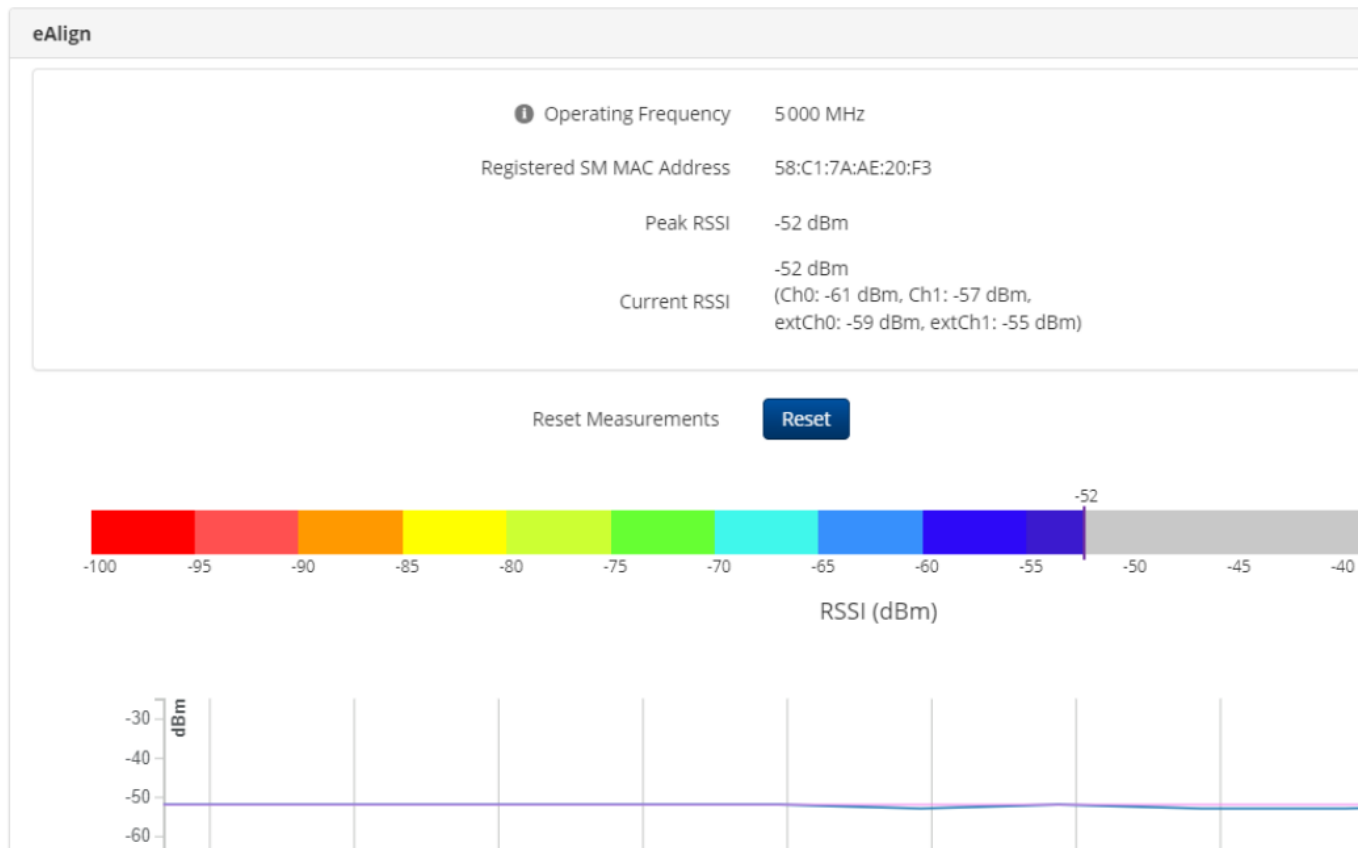 eAlign
Operating Frequency 5000 MHz
Registered SM MAC Address 58:C1:7A:AE:20:F3
Peak RSSI -52 dBm
Current RSSI -52 dBm
(Ch0: -61 dBm, Ch1: -57 dBm,
extCh0: -59 dBm, extCh1: -55 dBm)
Reset Measurements Reset
-52
-100 -95 -90 -85 -80 -75 -70 -65 -60 -55 -50 -45 -40
RSSI (dBm)
dBm
-30
-40
-50
-60